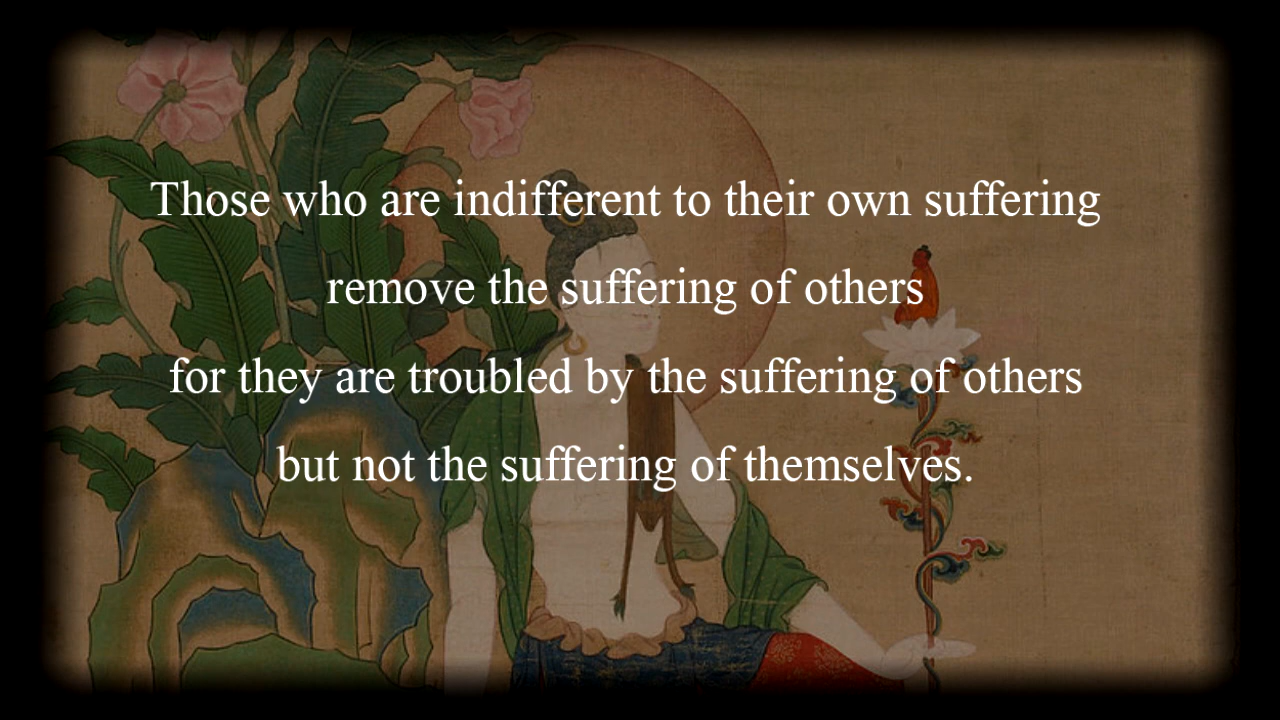 Those who are indifferent to their own suffering
remove the suffering of others
for they are troubled by the suffering of others
but not the suffering of themselves.